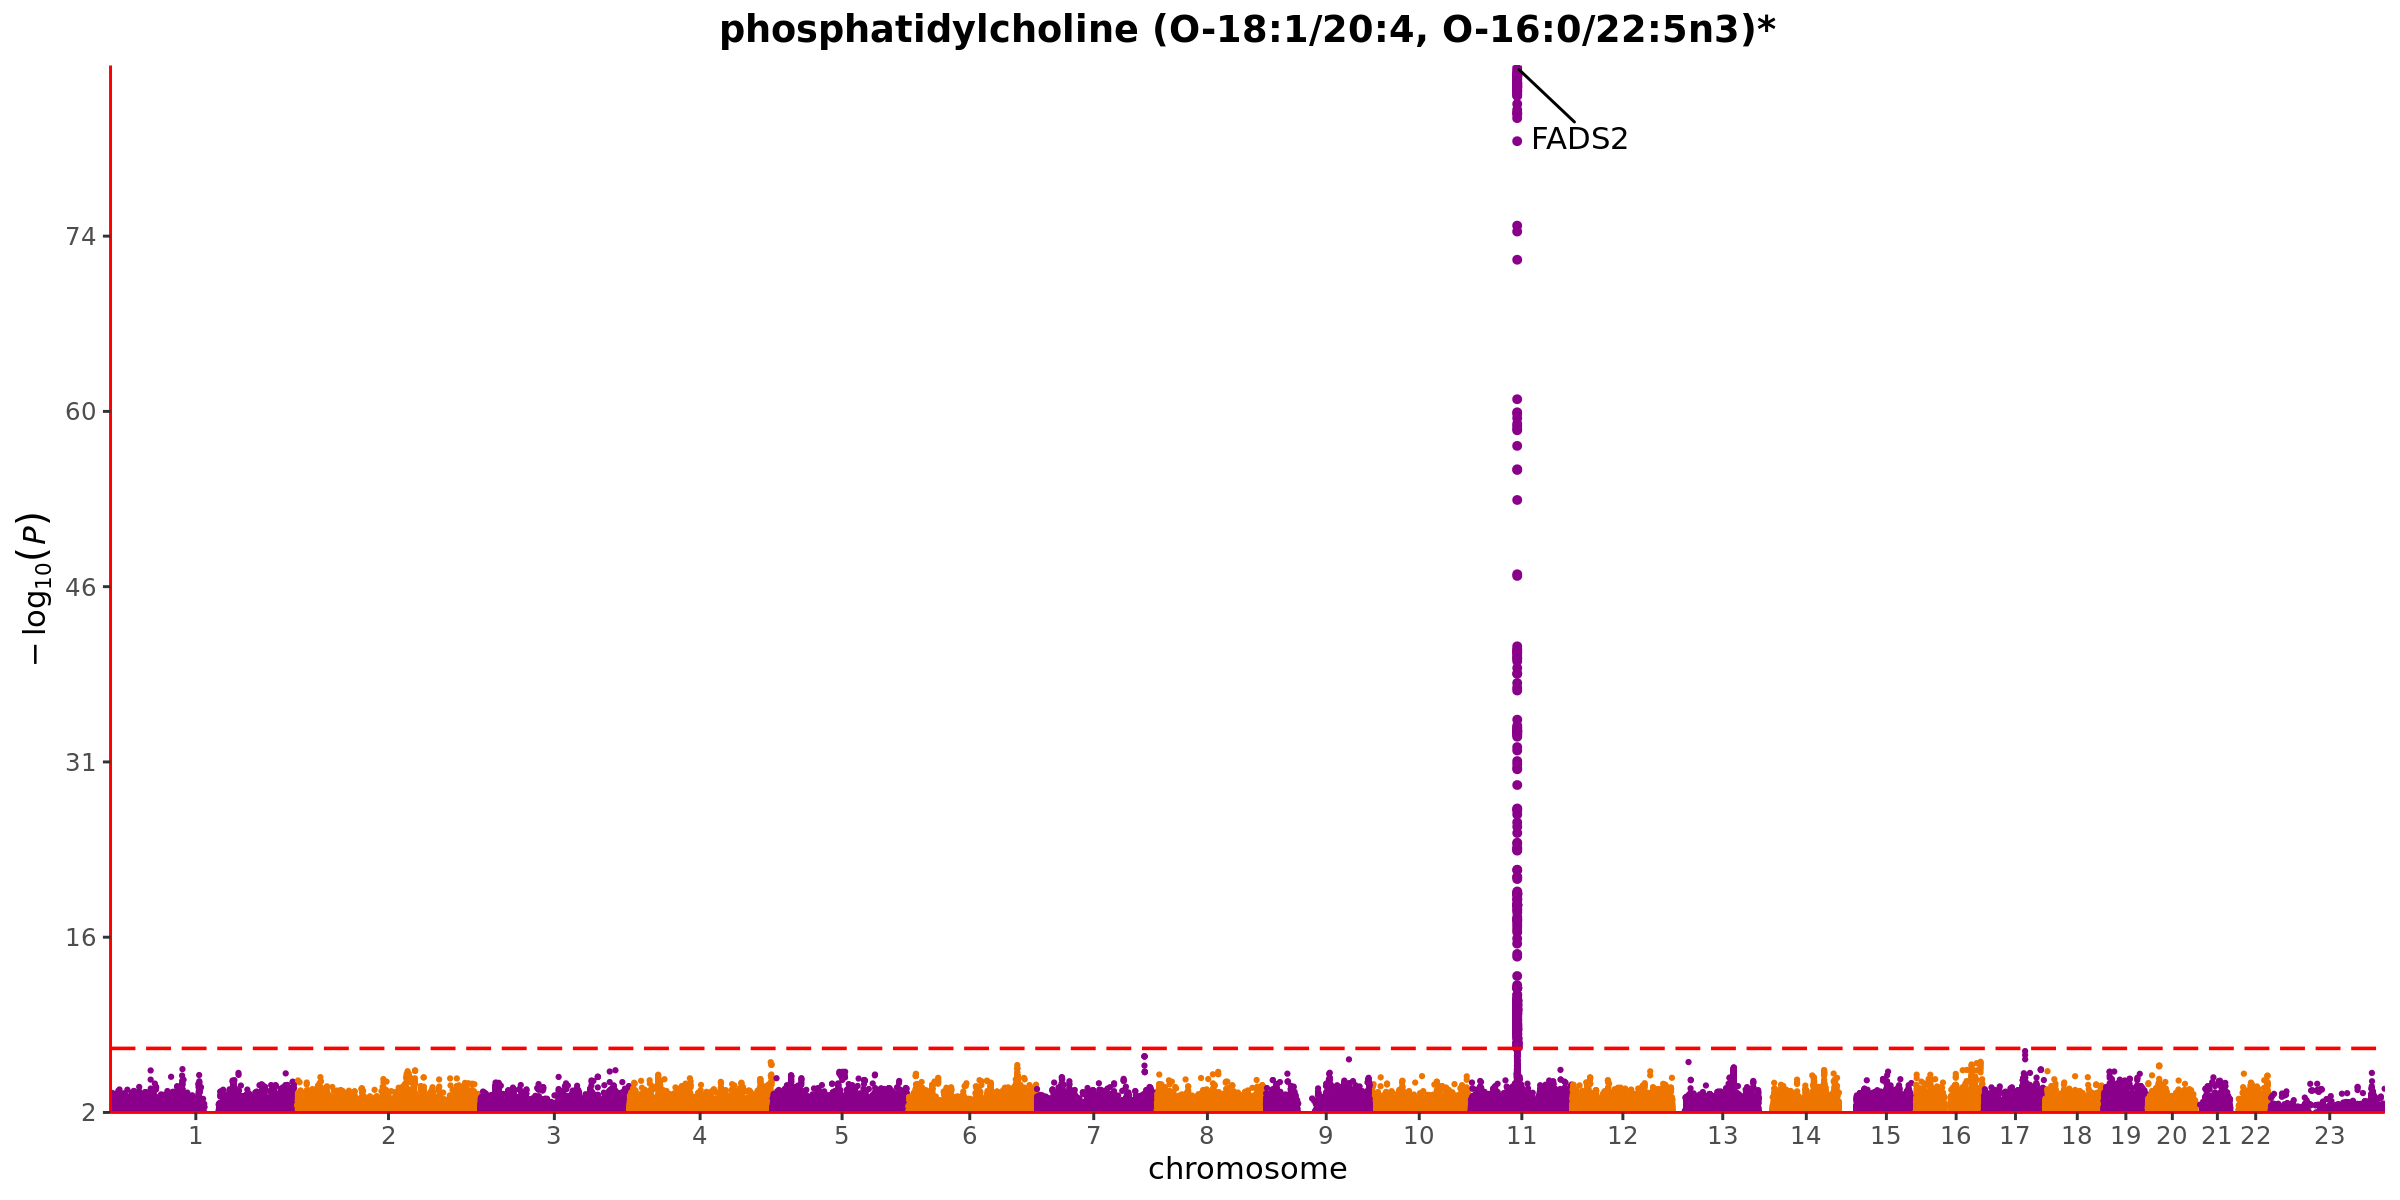 phosphatidylcholine (O-18:1/20:4, O-16:0/22:5n3)*
FADS2
74
60
46
31
16
2
− log10(P)
1 2 3 4 5 6 7 8 9 10 11 12 13 14 15 16 17 18 19 20 21 22 23
chromosome